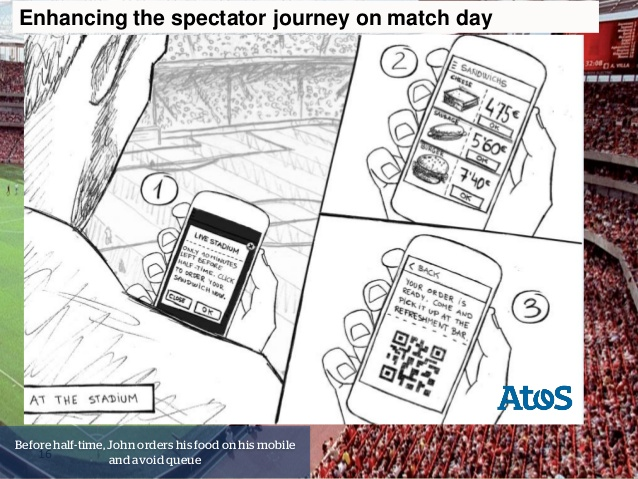 Enhancing the spectator journey on match day
1
LIVE STADIUM
ONLY 10 MINUTES
LEFT BEFORE
HALF-TIME. CLICK
TO ORDER YOUR
SANDWICH NOW.
CLOSE OK
AT THE STADIUM
2
SANDWICHS
CHEESE
4'75€
OK
SAUSAGE
5'60€
OK
BURGER
7'40€
OK
3
< BACK
YOUR ORDER IS
READY. COME AND
PICK IT UP AT THE
REFRESHMENT BAR.
Atos
A. VILLA
Before half-time, John orders his food on his mobile
and avoid queue
16